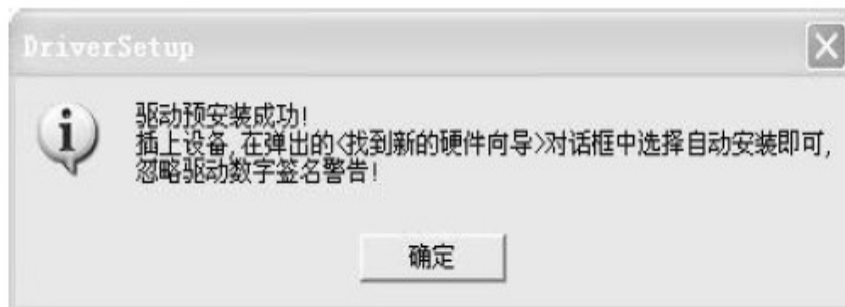 DriverSetup
驱动预安装成功!
插上设备,在弹出的<找到新的硬件向导>对话框中选择自动安装即可,
忽略驱动数字签名警告!
确定